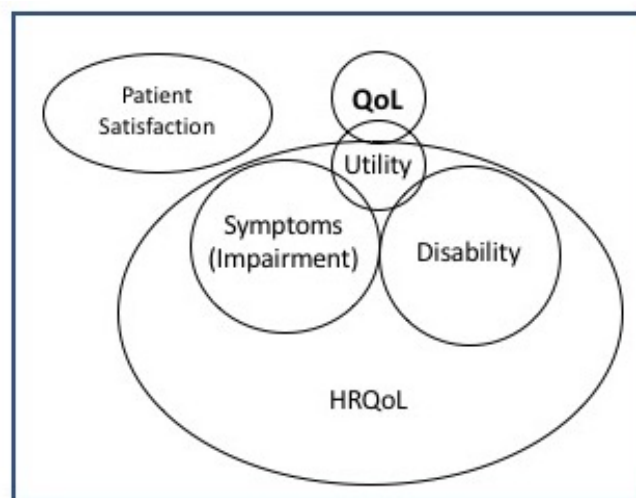 Patient
Satisfaction
QoL
Utility
Symptoms
(Impairment)
Disability
HRQoL